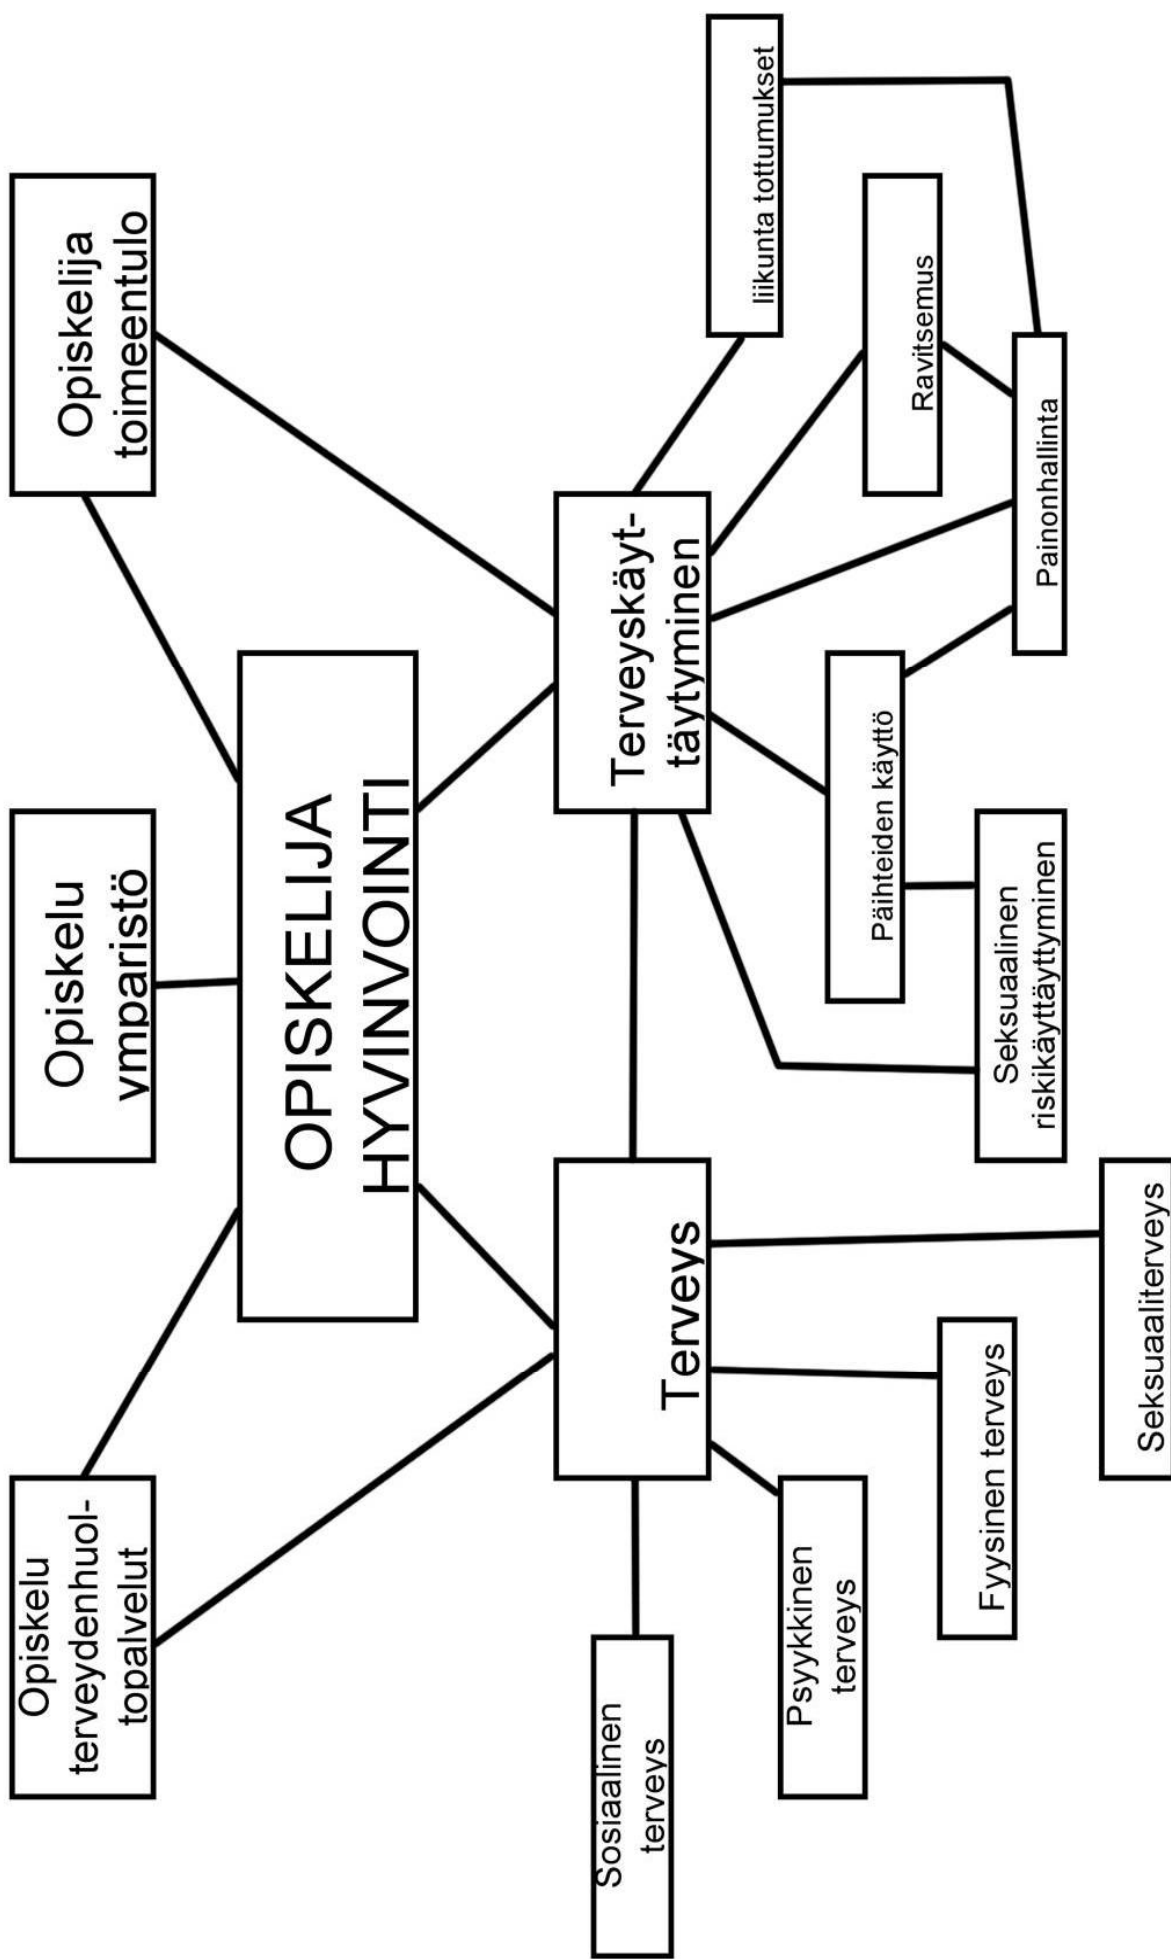 Opiskelu
terveydenhuol-
topalvelut
Opiskelu
ympäristö
Opiskelija
toimeentulo
OPISKELIJA
HYVINVOINTI
Terveys
Terveyskäyt-
täytyminen
Sosiaalinen
terveys
Psyykkinen
terveys
Fyysinen terveys
Seksuaaliterveys
Seksuaalinen
riskikäyttäyttyminen
Päihteiden käyttö
Painonhallinta
Ravitsemus
liikunta tottumukset